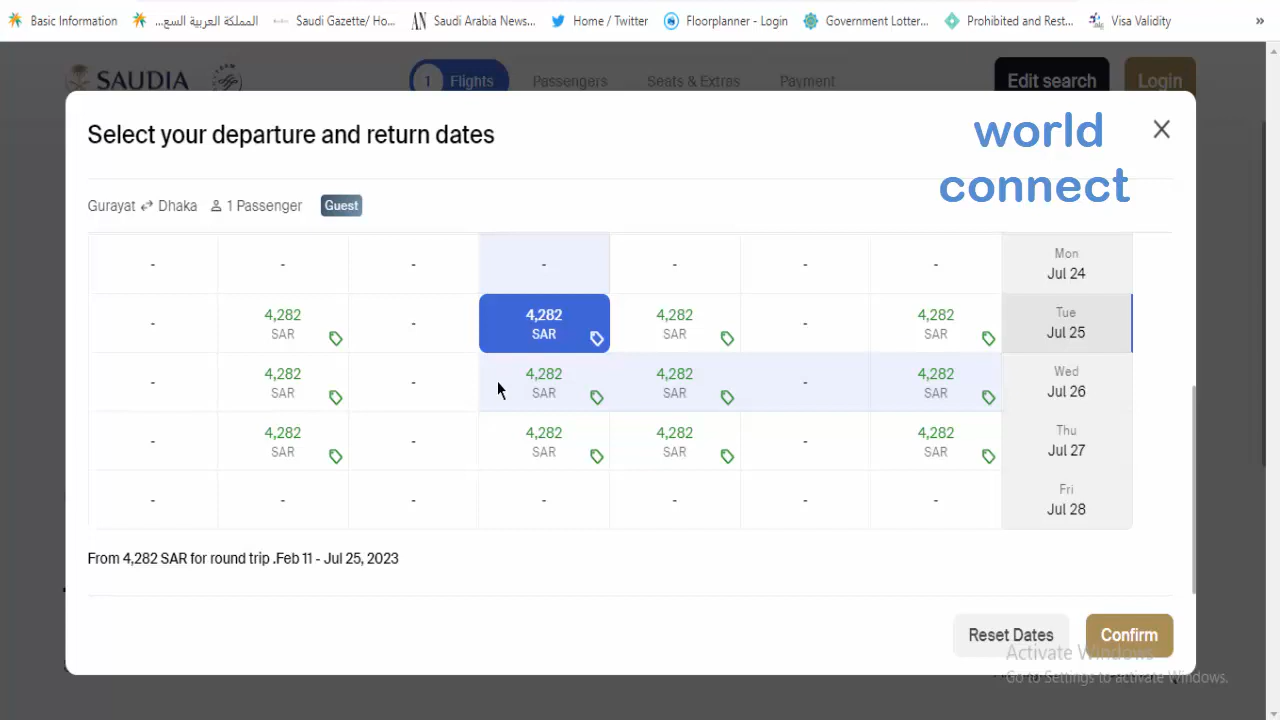 Basic Information
المملكة العربية السع...
Saudi Gazette/ Ho...
Saudi Arabia News...
Home / Twitter
Floorplanner - Login
Government Lotter...
Prohibited and Rest...
Visa Validity
»
SAUDIA
1 Flights
Passengers
Seats & Extras
Payment
Edit search
Login
Select your departure and return dates
world
connect
Gurayat Dhaka 1 Passenger Guest
- - - - - - - Mon
Jul 24
- 4,282 - 4,282 4,282 - 4,282 Tue
SAR SAR SAR SAR Jul 25
- 4,282 - 4,282 4,282 - 4,282 Wed
SAR SAR SAR SAR Jul 26
- 4,282 - 4,282 4,282 - 4,282 Thu
SAR SAR SAR SAR Jul 27
- - - - - - - Fri
Jul 28
From 4,282 SAR for round trip .Feb 11 - Jul 25, 2023
Reset Dates
Confirm
Activate Windows
Go to Settings to activate Windows.